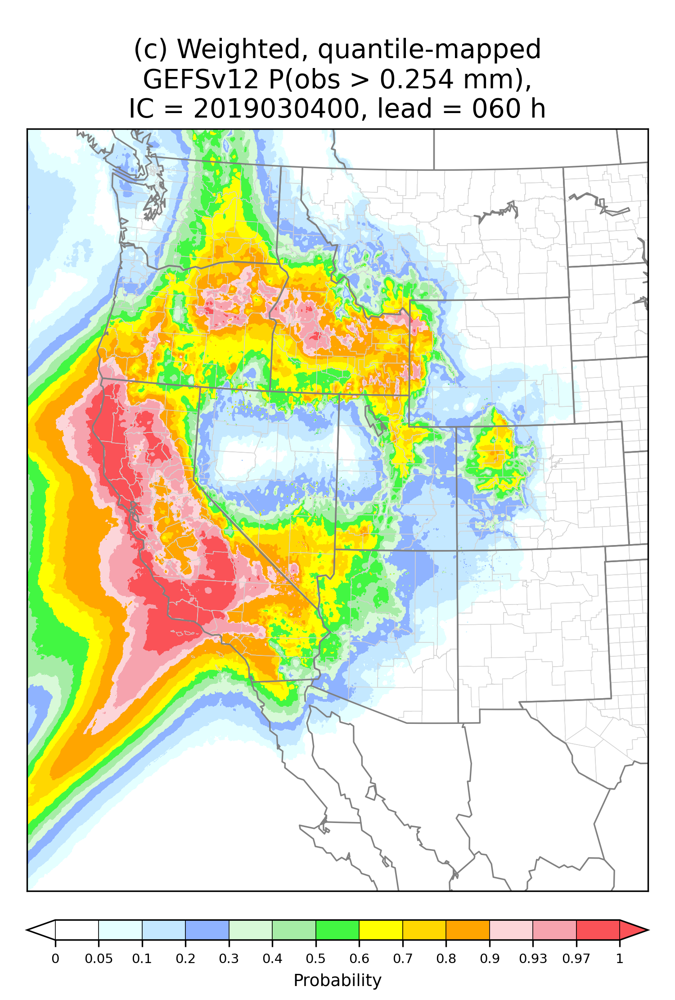 (c) Weighted, quantile-mapped
GEFSv12 P(obs > 0.254 mm),
IC = 2019030400, lead = 060 h
0 0.05 0.1 0.2 0.3 0.4 0.5 0.6 0.7 0.8 0.9 0.93 0.97 1
Probability